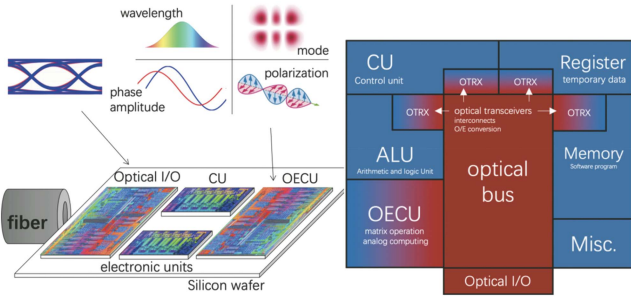 wavelength
mode
phase
amplitude
polarization
Optical I/O
CU
OECU
fiber
electronic units
Silicon wafer
CU
Control unit
OTRX
OTRX
Register
temporary data
OTRX
optical transceivers
interconnects
O/E conversion
OTRX
ALU
Arithmetic and logic Unit
optical
bus
Memory
Software program
OECU
matrix operation
analog computing
Misc.
Optical I/O